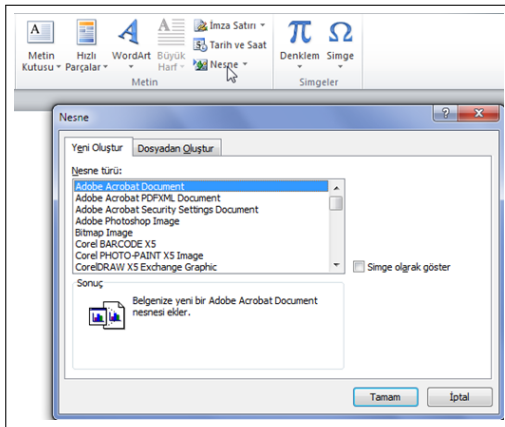 Metin Kutusu
Hızlı Parçalar
WordArt
Büyük Harf
İmza Satırı
Tarih ve Saat
Nesne
Metin
Denklem
Simge
Simgeler
Nesne
Yeni Oluştur
Dosyadan Oluştur
Nesne türü:
Adobe Acrobat Document
Adobe Acrobat PDFXML Document
Adobe Acrobat Security Settings Document
Adobe Photoshop Image
Bitmap Image
Corel BARCODE X5
Corel PHOTO-PAINT X5 Image
CorelDRAW X5 Exchange Graphic
Simge olarak göster
Sonuç
Belgenize yeni bir Adobe Acrobat Document
nesnesi ekler.
Tamam
İptal